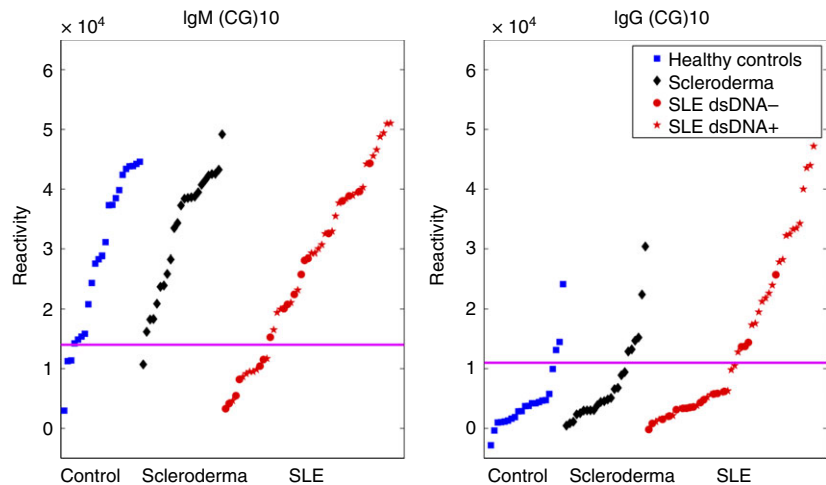 IgM (CG)10
× 10⁴
6
5
4
3
2
1
0
Reactivity
Control Scleroderma SLE
IgG (CG)10
× 10⁴
6
5
4
3
2
1
0
Reactivity
Healthy controls
Scleroderma
SLE dsDNA−
SLE dsDNA+
Control Scleroderma SLE